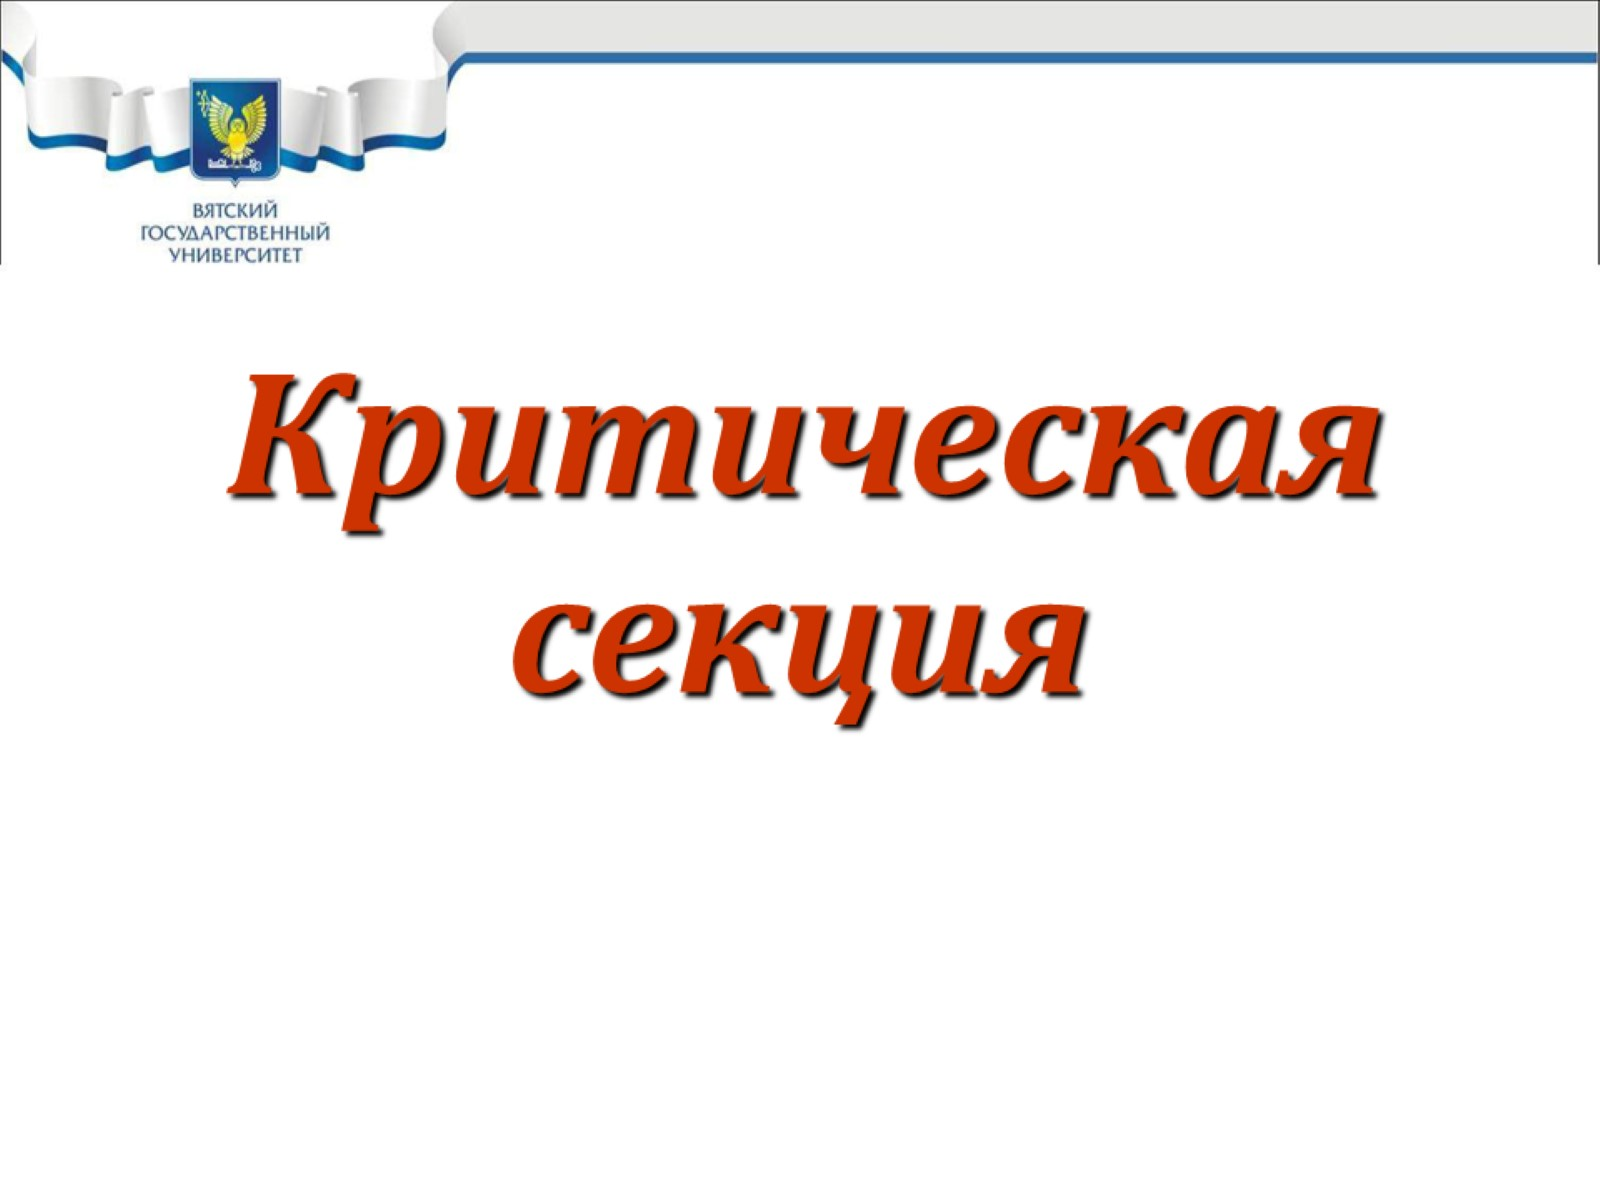 ВЯТСКИЙ
ГОСУДАРСТВЕННЫЙ
УНИВЕРСИТЕТ
Критическая
секция